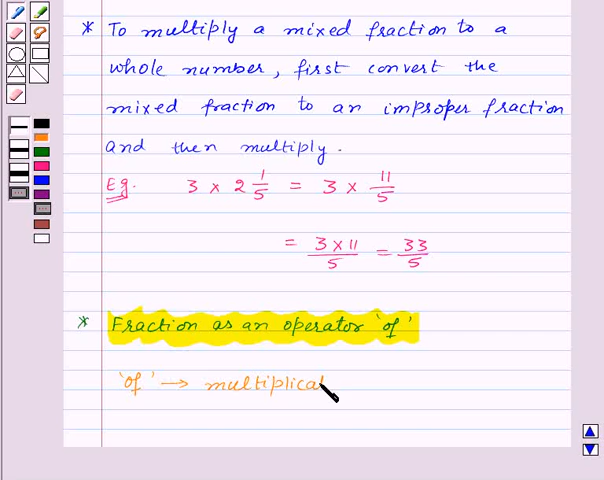 * To multiply a mixed fraction to a
whole number, first convert the
mixed fraction to an improper fraction
and then multiply.
Eg. 3 × 2 1/5 = 3 × 11/5
= 3 × 11/5 = 33/5
* Fraction as an operator 'of'
'of' → multiplicat